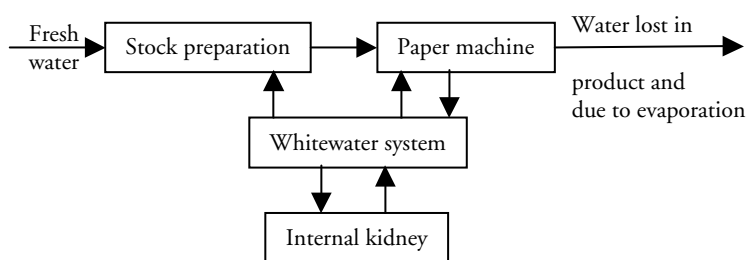 Fresh
water
Stock preparation
Paper machine
Water lost in
product and
due to evaporation
Whitewater system
Internal kidney